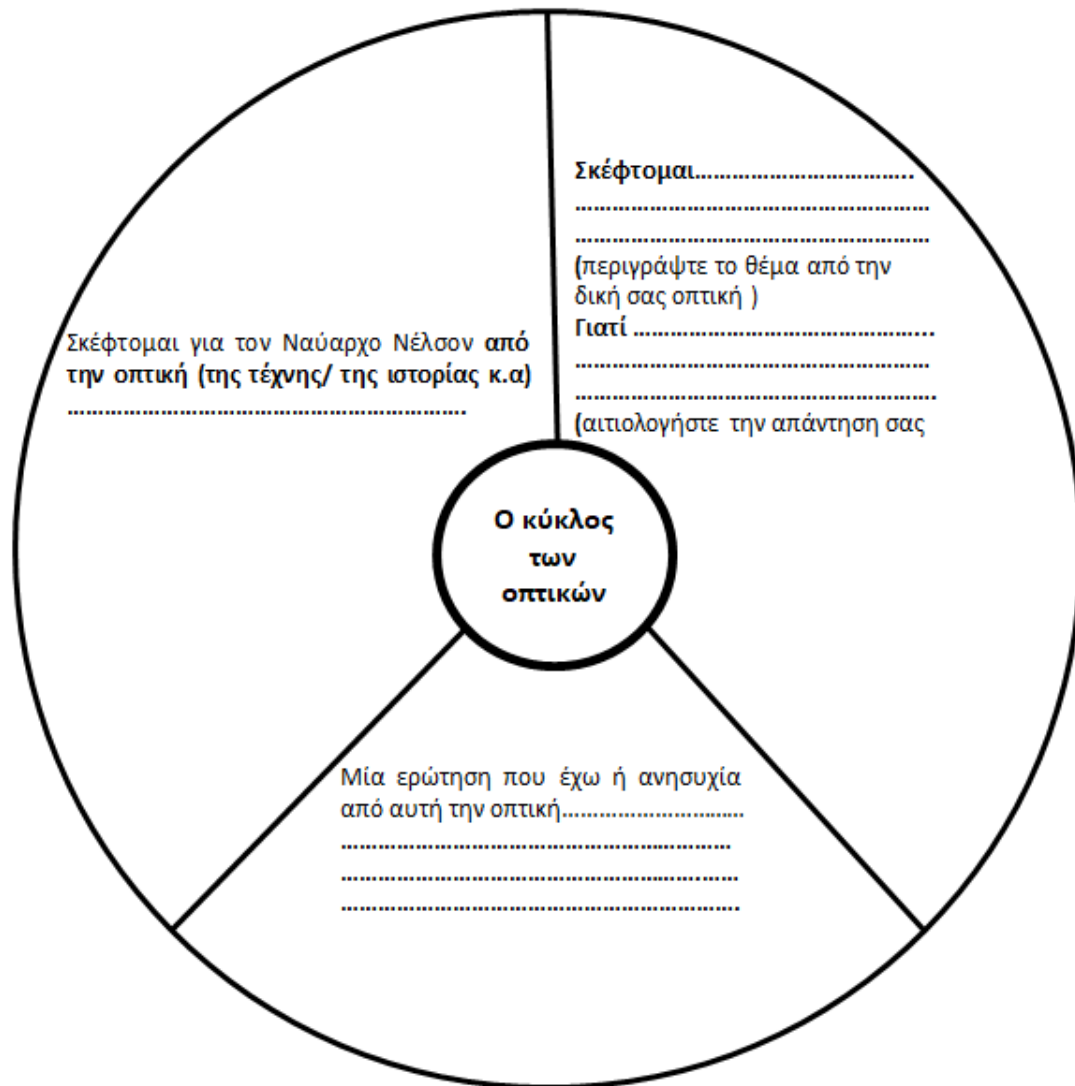 Σκέφτομαι……………………………..
…………………………………………………
…………………………………………………
(περιγράψτε το θέμα από την
δική σας οπτική )
Γιατί ………………………………………...
…………………………………………………
………………………………………………….
(αιτιολογήστε την απάντηση σας
Σκέφτομαι για τον Ναύαρχο Νέλσον από
την οπτική (της τέχνης/ της ιστορίας κ.α)
……………………………………………………….
Ο κύκλος
των
οπτικών
Μία ερώτηση που έχω ή ανησυχία
από αυτή την οπτική………………………..
………………………………………………………
……………………………………………….……
……………………………………………………….